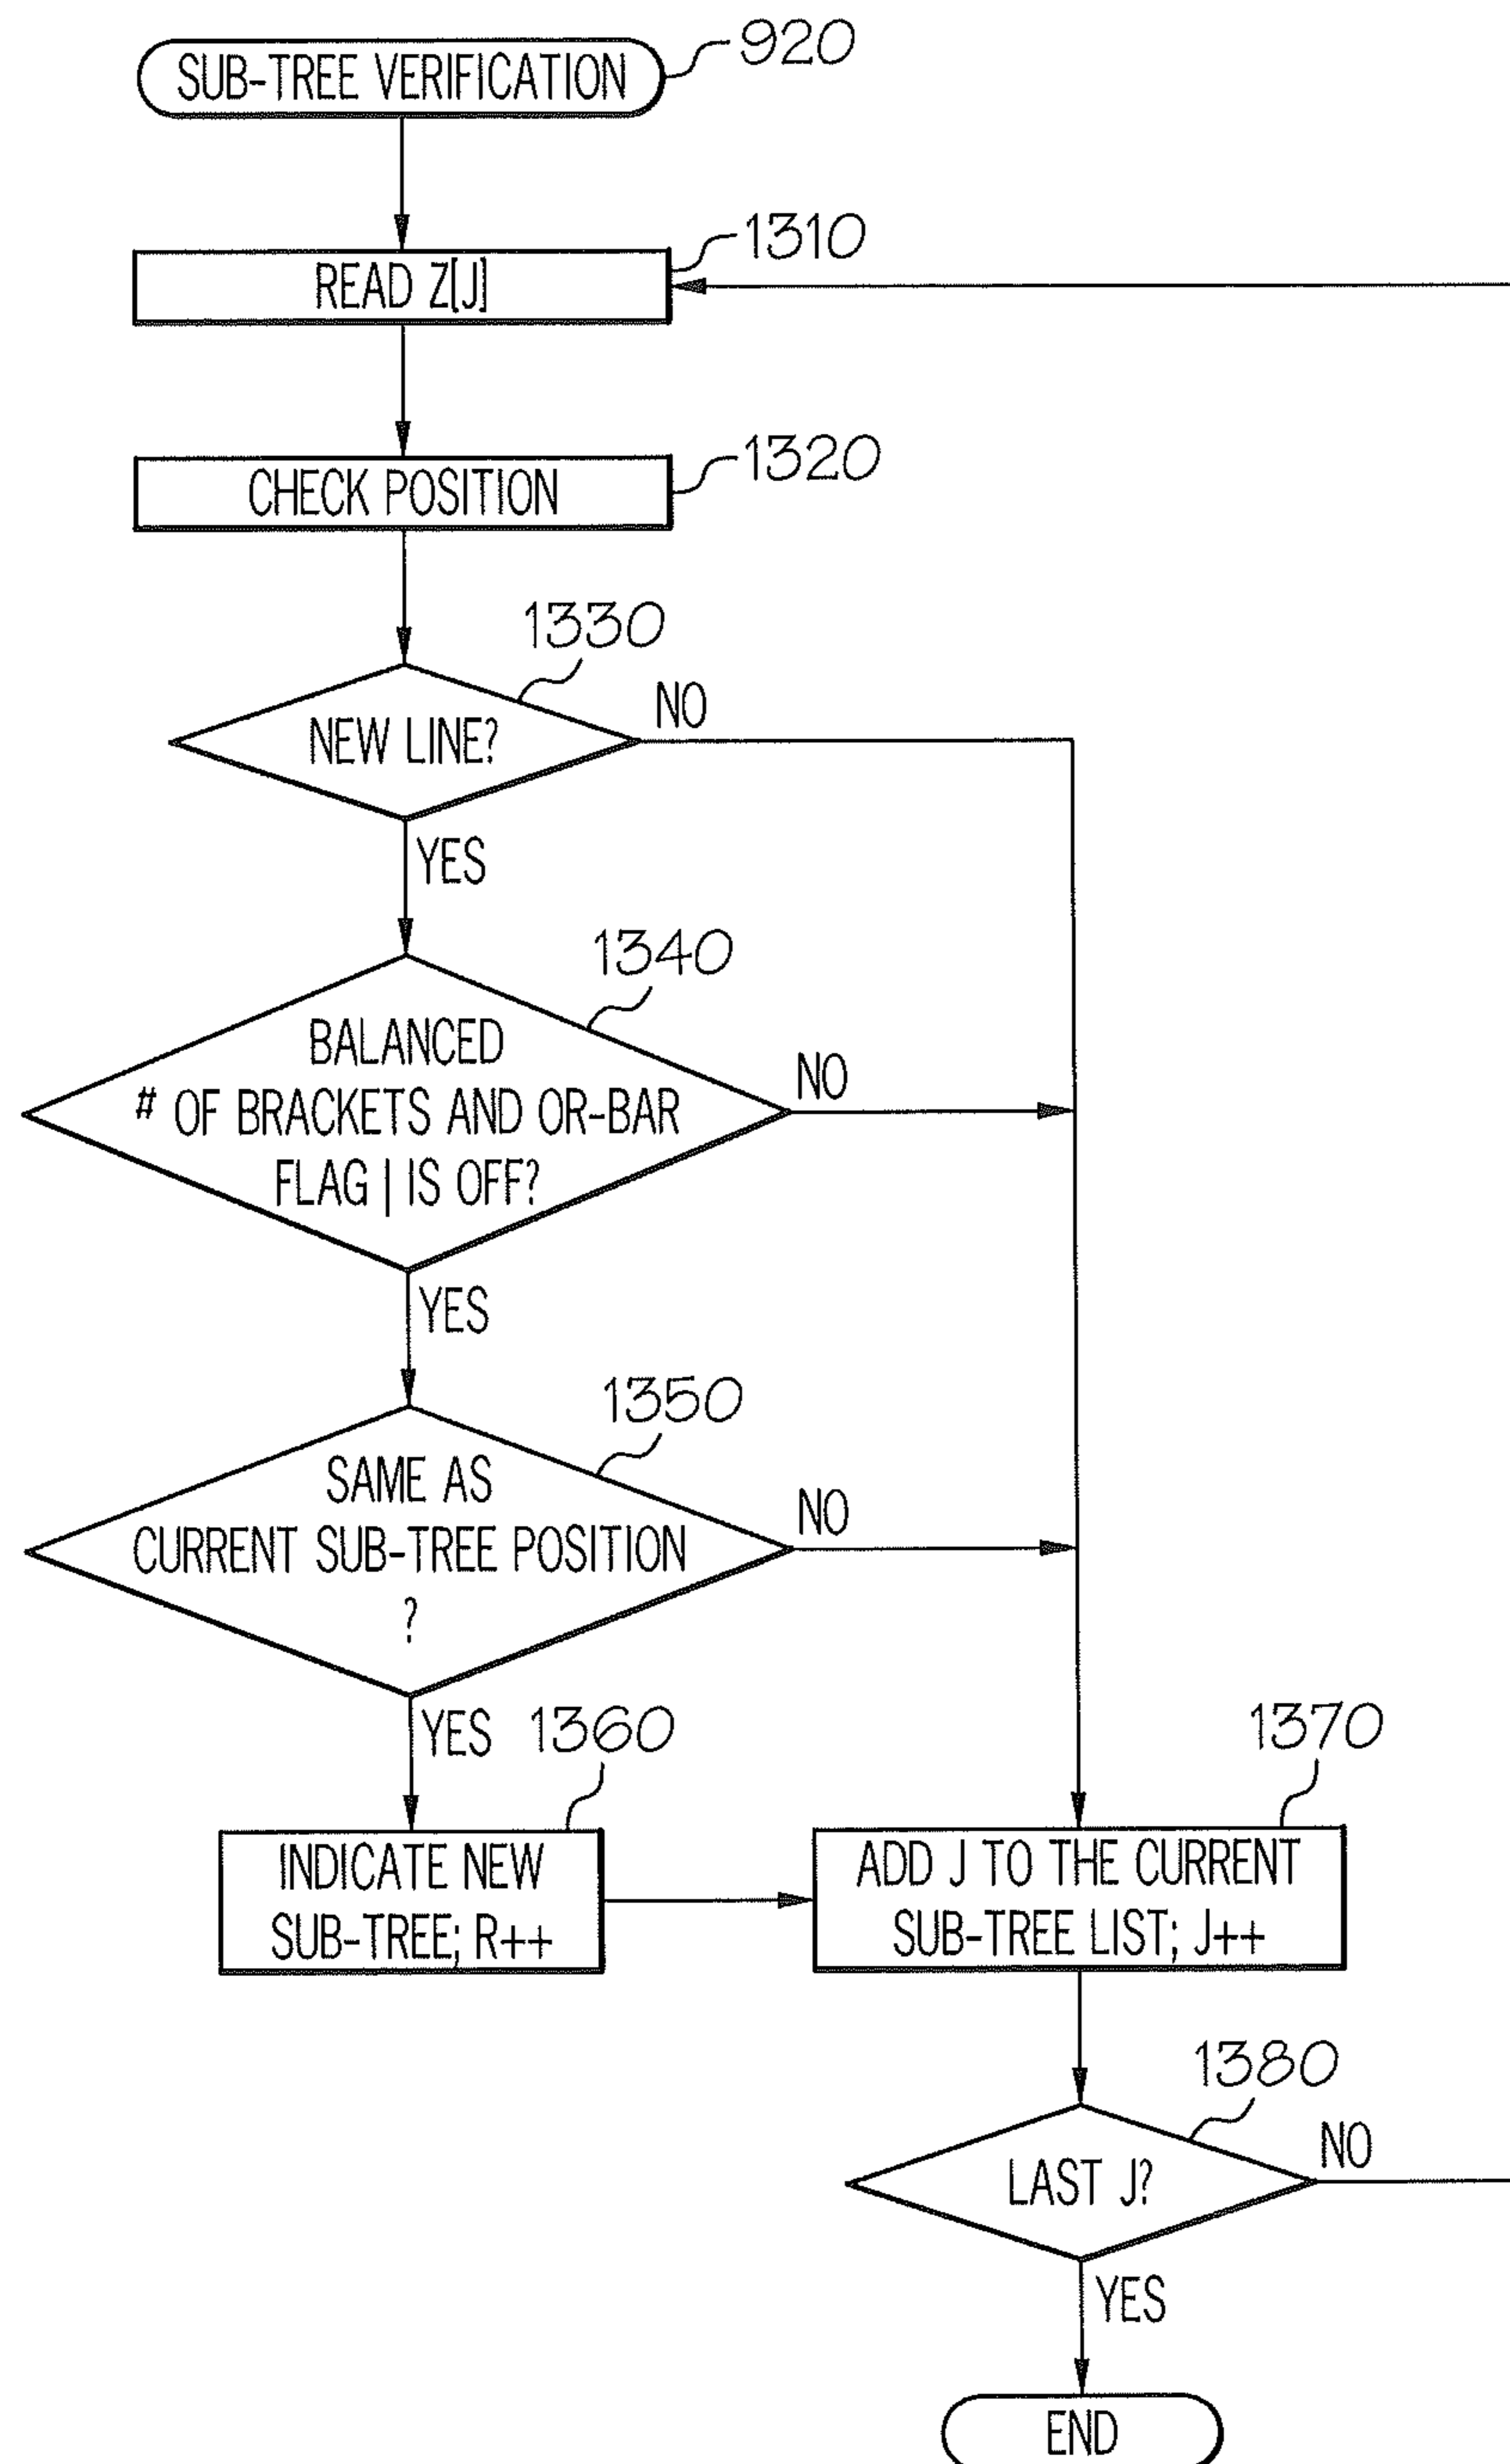 SUB-TREE VERIFICATION
920
READ Z[J]
1310
CHECK POSITION
1320
1330
NEW LINE?
NO
YES
1340
BALANCED
# OF BRACKETS AND OR-BAR
FLAG | IS OFF?
NO
YES
1350
SAME AS
CURRENT SUB-TREE POSITION
?
NO
YES
1360
1370
INDICATE NEW
SUB-TREE; R++
ADD J TO THE CURRENT
SUB-TREE LIST; J++
1380
LAST J?
NO
YES
END